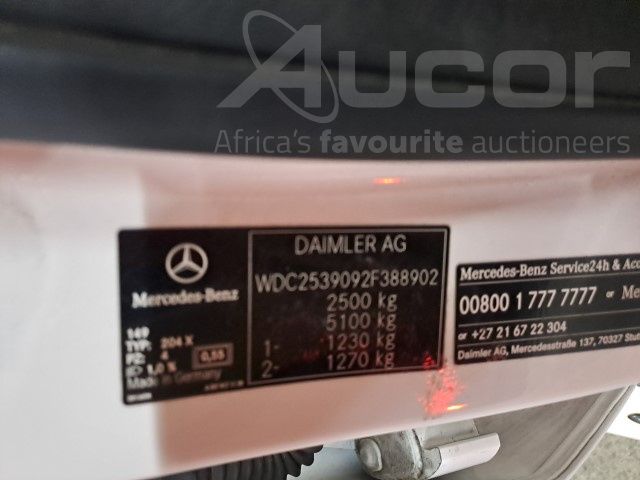 Aucor
Africa's favourite auctioneers
Mercedes-Benz
149
TYP: 204 X
4 0,55
Made in Germany
DAIMLER AG
WDC2539092F388902
2500 kg
5100 kg
1- 1230 kg
2- 1270 kg
Mercedes-Benz Service24h &
00800 1 777 7777 or
or +27 21 67 22 304
Daimler AG, Mercedesstraße 137, 70327